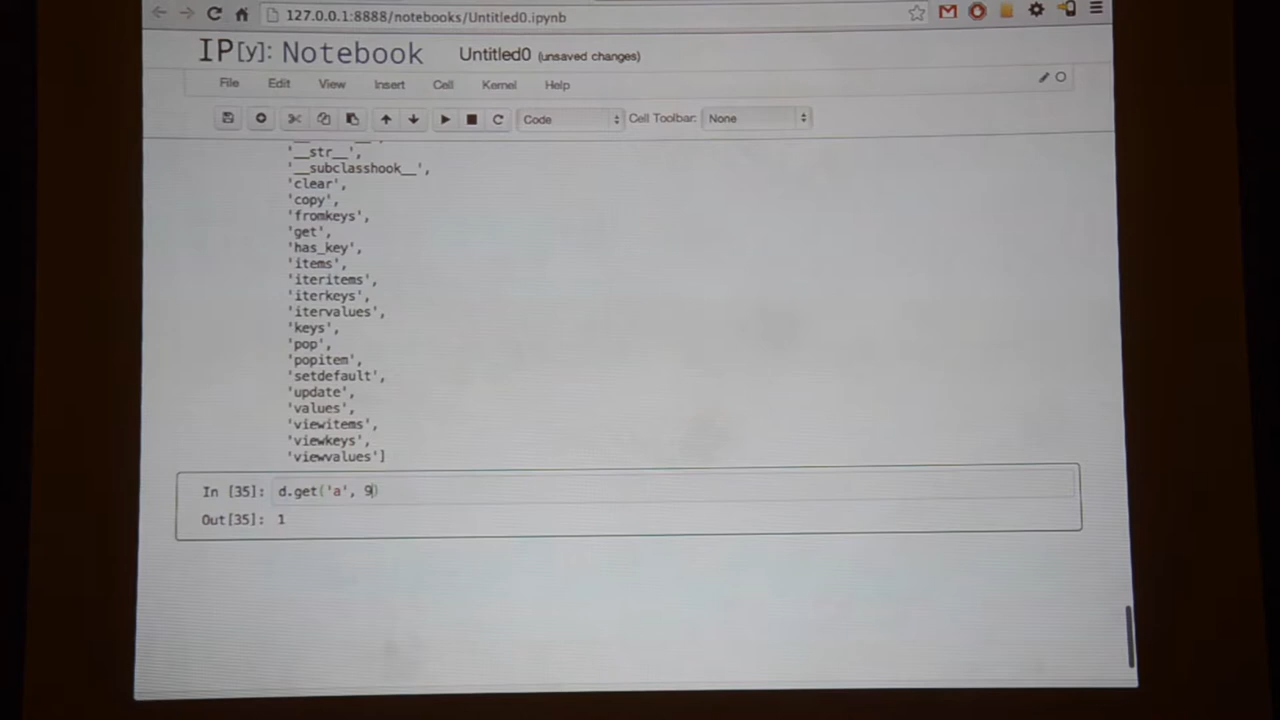 127.0.0.1:8888/notebooks/Untitled0.ipynb
IP[y]: Notebook Untitled0 (unsaved changes)
File Edit View Insert Cell Kernel Help
Code Cell Toolbar: None
'__str__',
'__subclasshook__',
'clear',
'copy',
'fromkeys',
'get',
'has_key',
'items',
'iteritems',
'iterkeys',
'itervalues',
'keys',
'pop',
'popitem',
'setdefault',
'update',
'values',
'viewitems',
'viewkeys',
'viewvalues']
In [35]: d.get('a', 9)
Out[35]: 1